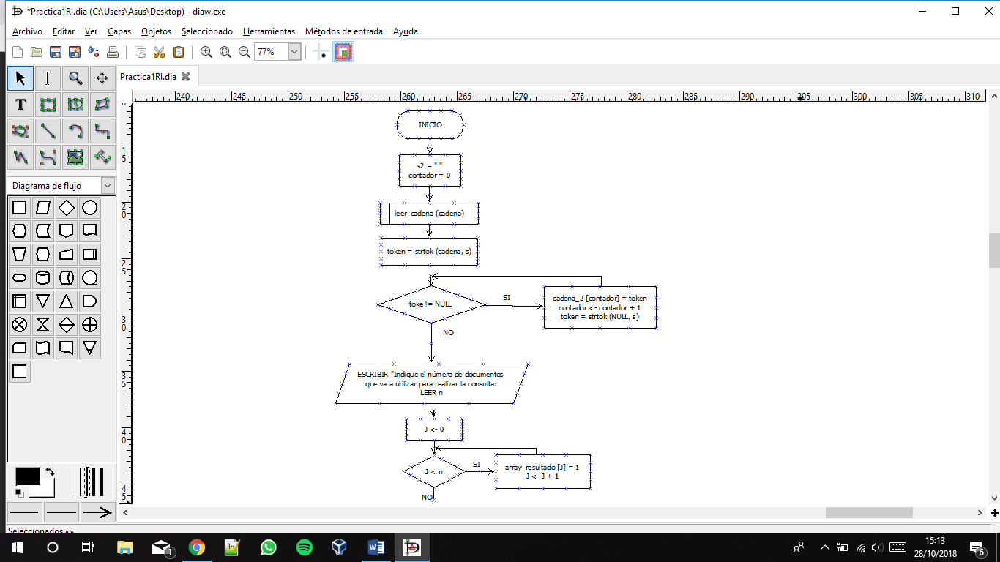 *Practica1RI.dia (C:\Users\Asus\Desktop) - diaw.exe
Archivo Editar Ver Capas Objetos Seleccionado Herramientas Métodos de entrada Ayuda
77%
Practica1RI.dia
240 245 250 255 260 265 270 275 280 285 290 295 300 305 310
T
Diagrama de flujo
15
20
25
30
35
40
45
INICIO
s2 = " "
contador = 0
leer_cadena (cadena)
token = strtok (cadena, s)
toke != NULL
SI
cadena_2 [contador] = token
contador <- contador + 1
token = strtok (NULL, s)
NO
ESCRIBIR "Indique el número de documentos
que va a utilizar para realizar la consulta:
LEER n
J <- 0
J < n
SI
array_resultado [J] = 1
J <- J + 1
NO
Seleccionados «»
1
15:13
28/10/2018
6